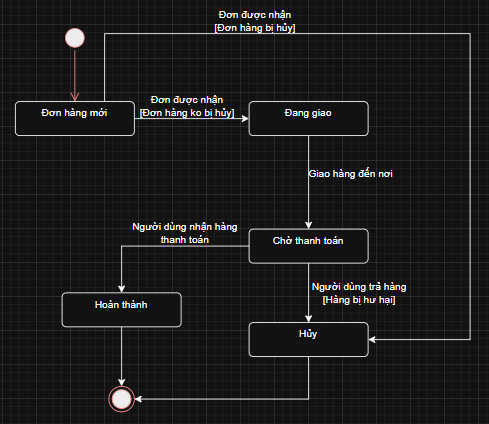 Đơn được nhận
[Đơn hàng bị hủy]
Đơn hàng mới
Đơn được nhận
[Đơn hàng ko bị hủy]
Đang giao
Giao hàng đến nơi
Người dùng nhận hàng
thanh toán
Chờ thanh toán
Người dùng trả hàng
[Hàng bị hư hại]
Hoàn thành
Hủy